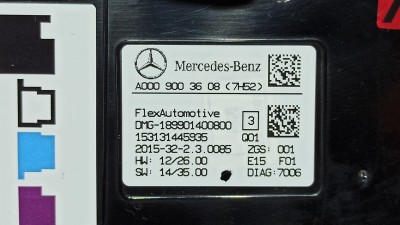 Mercedes-Benz
A000 900 36 08 (7H52)
FlexAutomotive
DMG-189901400800 3
153131445935 Q01
2015-32-2.3.0085 ZGS: 001
HW: 12/26.00 E15 F01
SW: 14/35.00 DIAG: 7006